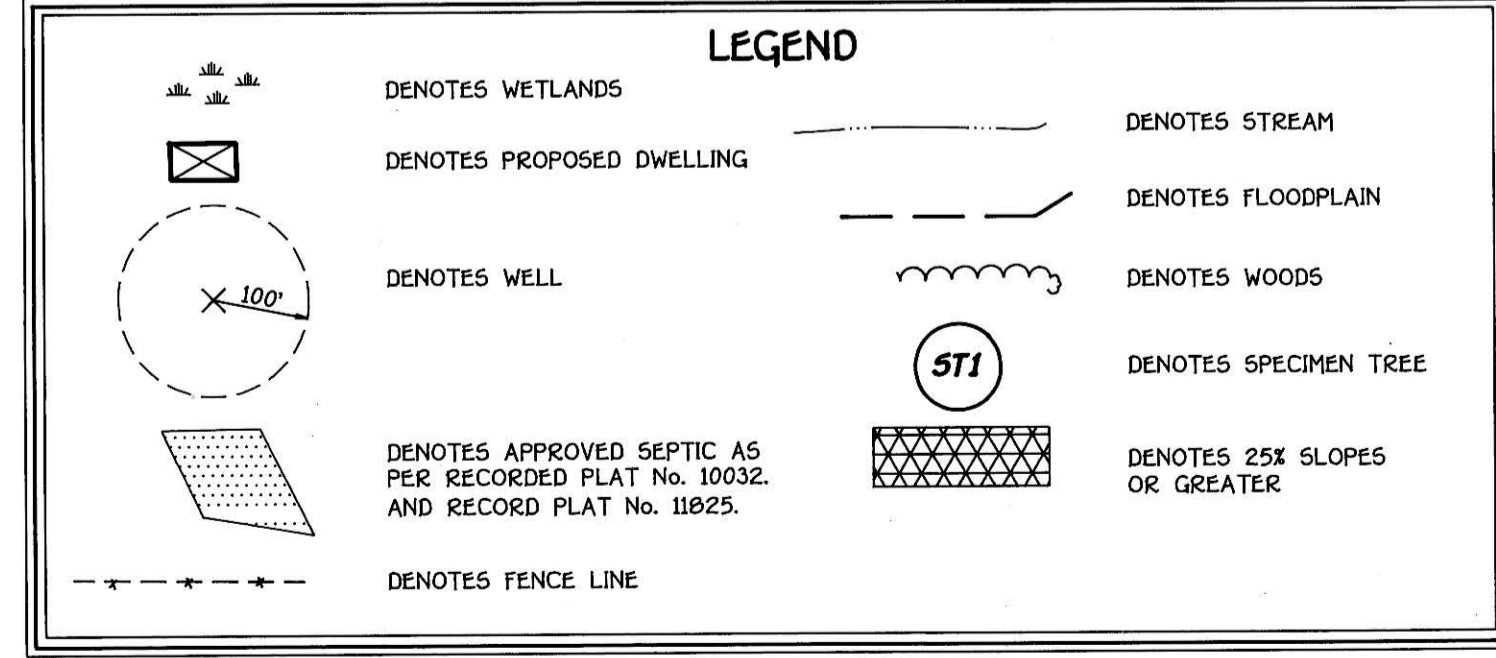 LEGEND
DENOTES WETLANDS
DENOTES PROPOSED DWELLING
100'
DENOTES WELL
DENOTES APPROVED SEPTIC AS
PER RECORDED PLAT No. 10032.
AND RECORD PLAT No. 11825.
DENOTES FENCE LINE
DENOTES STREAM
DENOTES FLOODPLAIN
DENOTES WOODS
ST1
DENOTES SPECIMEN TREE
DENOTES 25% SLOPES
OR GREATER